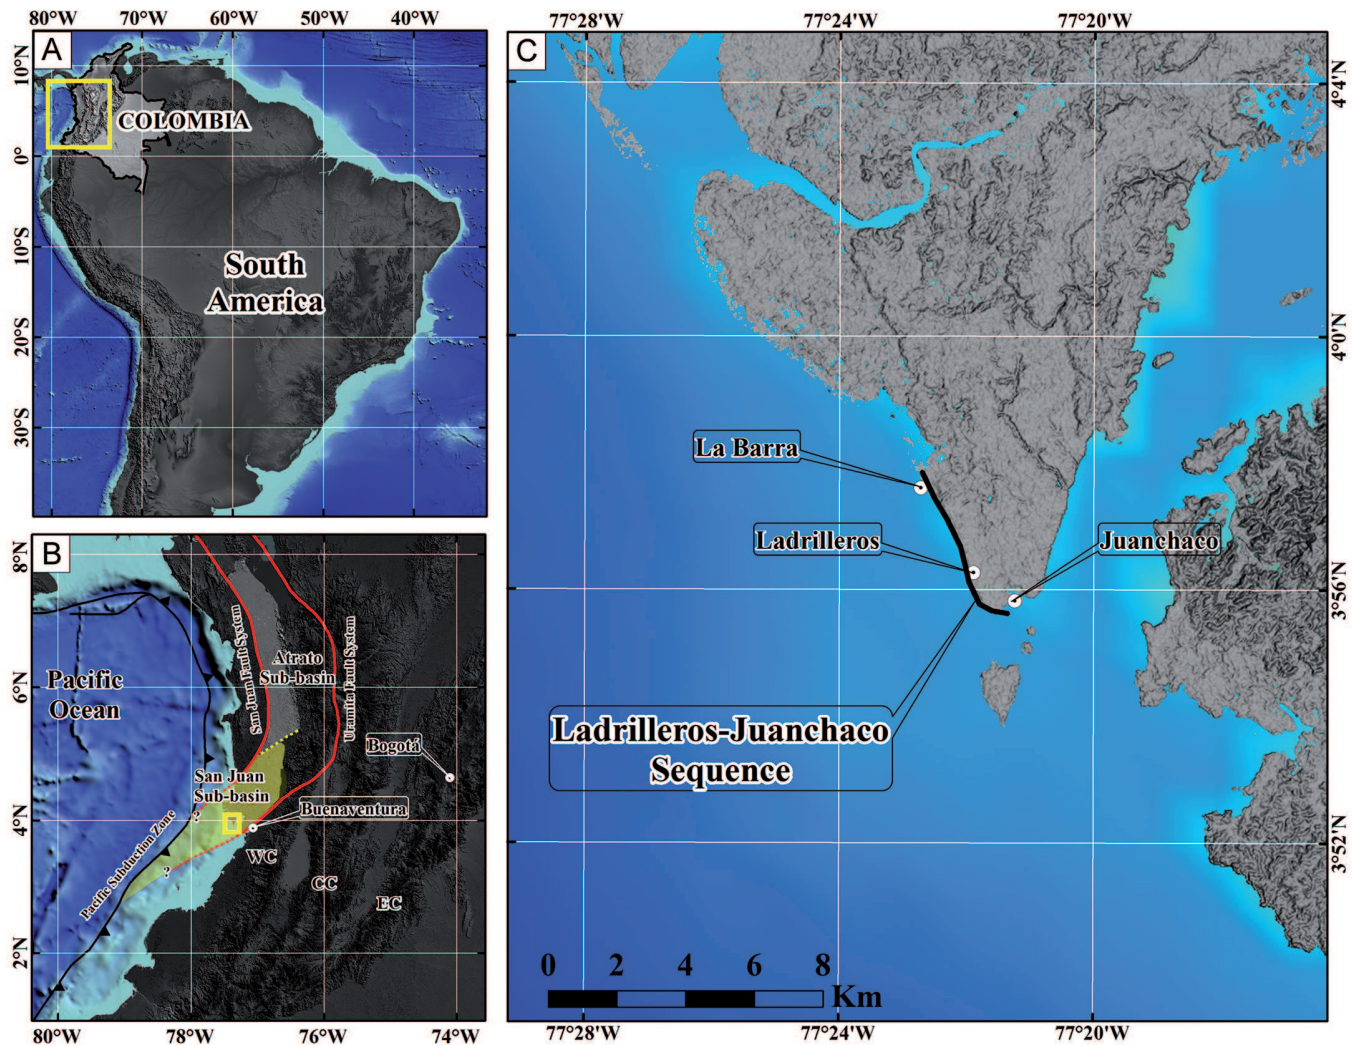 80°W 70°W 60°W 50°W 40°W
A
10°N
0°
10°S
20°S
30°S
COLOMBIA
South
America
B
8°N
6°N
4°N
2°N
Pacific
Ocean
San Juan Fault System
Atrato
Sub-basin
Uramita Fault System
Bogotá
San Juan
Sub-basin
?
Buenaventura
Pacific Subduction Zone
?
WC
CC
EC
80°W 78°W 76°W 74°W
77°28'W 77°24'W 77°20'W
C
4°4'N
4°0'N
3°56'N
3°52'N
La Barra
Ladrilleros
Juanchaco
Ladrilleros-Juanchaco
Sequence
0 2 4 6 8
Km
77°28'W 77°24'W 77°20'W